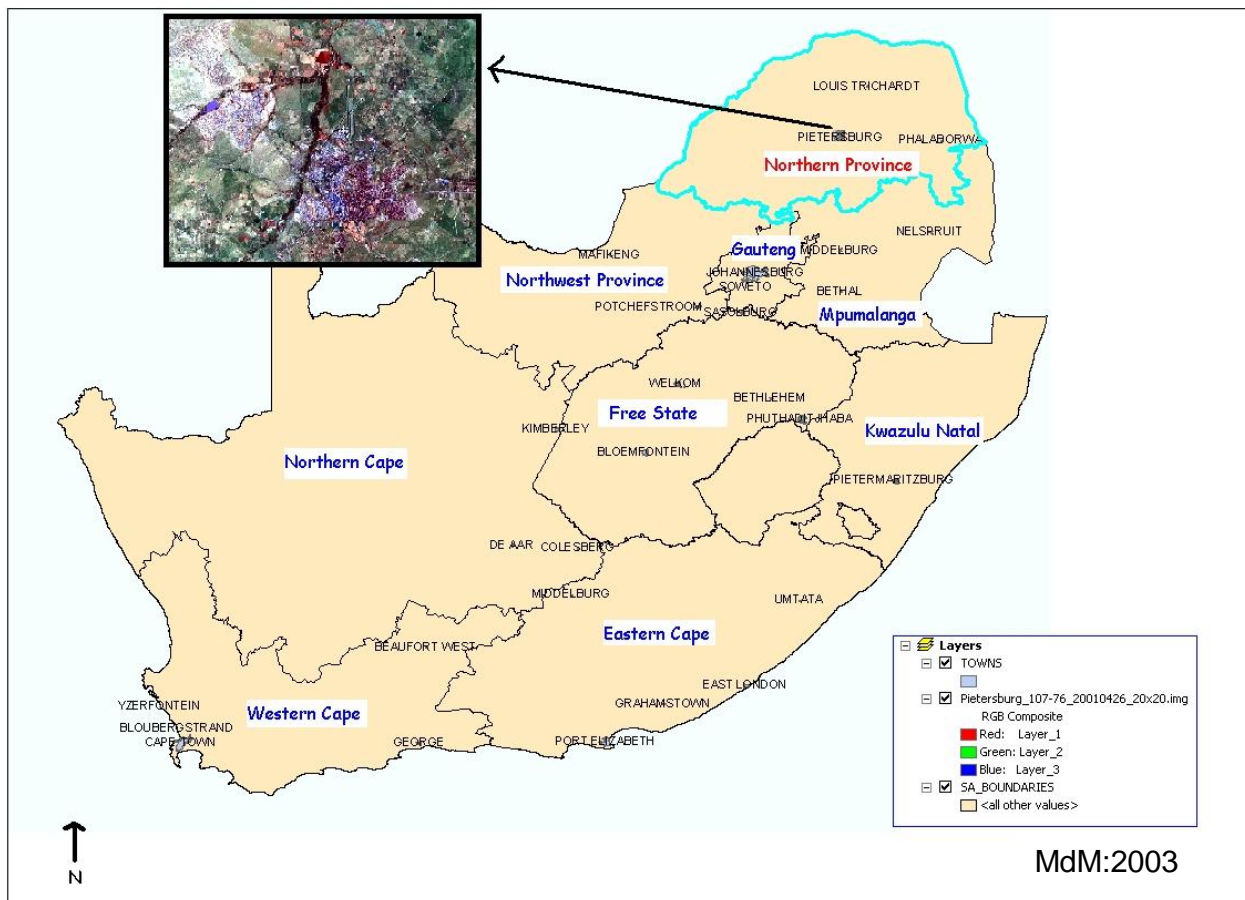 LOUIS TRICHARDT
PIETERSBURG
PHALABORWA
Northern Province
NELSPRUIT
Gauteng
MIDDELBURG
MAFIKENG
JOHANNESBURG
Northwest Province
SOWETO
BETHAL
POTCHEFSTROOM
SASOLBURG
Mpumalanga
WELKOM
BETHLEHEM
Free State
PHUTHADITJHABA
KIMBERLEY
Kwazulu Natal
BLOEMFONTEIN
Northern Cape
PIETERMARITZBURG
DE AAR
COLESBERG
MIDDELBURG
UMTATA
Eastern Cape
BEAUFORT WEST
EAST LONDON
GRAHAMSTOWN
YZERFONTEIN
Western Cape
BLOUBERGSTRAND
CAPE TOWN
GEORGE
PORT ELIZABETH
Layers
TOWNS
Pietersburg_107-76_20010426_20x20.img
RGB Composite
Red: Layer_1
Green: Layer_2
Blue: Layer_3
SA_BOUNDARIES
<all other values>
N
MdM:2003